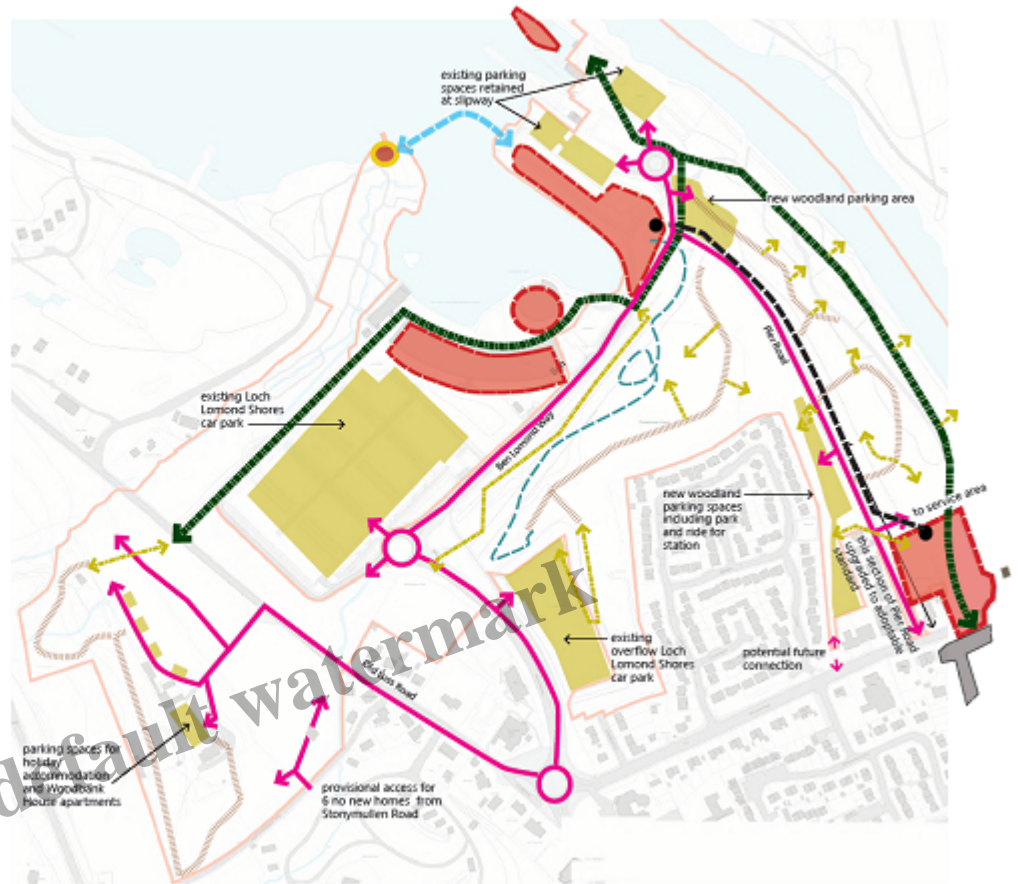 existing parking
spaces retained
at slipway
new woodland parking area
Pier Road
existing Loch
Lomond Shores
car park
Ben Lomond Way
new woodland
parking spaces
including park
and ride for
station
to service area
this section of Pier Road
upgraded to adoptable
standard
existing
overflow Loch
Lomond Shores
car park
potential future
connection
Old Luss Road
default watermark
parking spaces for
holiday
accommodation
and Woodbank
House apartments
provisional access for
6 no new homes from
Stonymullen Road